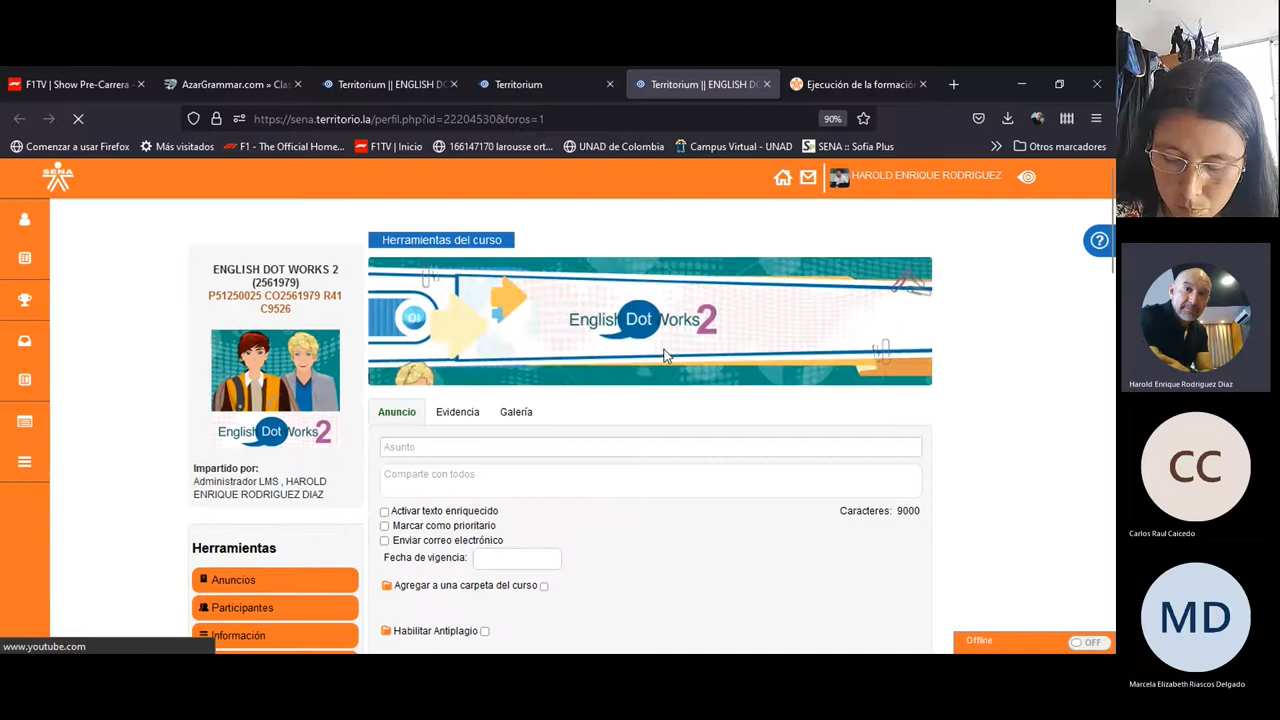 F1TV | Show Pre-Carrera -
AzarGrammar.com » Cla
Territorium || ENGLISH DO
Territorium
Territorium || ENGLISH DO
Ejecución de la formación
https://sena.territorio.la/perfil.php?id=22204530&foros=1
90%
Comenzar a usar Firefox
Más visitados
F1 - The Official Home...
F1TV | Inicio
166147170 larousse ort...
UNAD de Colombia
Campus Virtual - UNAD
SENA :: Sofia Plus
Otros marcadores
SENA
HAROLD ENRIQUE RODRIGUEZ
Herramientas del curso
ENGLISH DOT WORKS 2
(2561979)
P51250025 CO2561979 R41
C9526
English Dot Works 2
English Dot Works 2
Impartido por:
Administrador LMS , HAROLD
ENRIQUE RODRIGUEZ DIAZ
Herramientas
Anuncios
Participantes
Información
Anuncio
Evidencia
Galería
Asunto
Comparte con todos
Activar texto enriquecido
Caracteres: 9000
Marcar como prioritario
Enviar correo electrónico
Fecha de vigencia:
Agregar a una carpeta del curso
Habilitar Antiplagio
www.youtube.com
Offline
OFF
Harold Enrique Rodriguez Diaz
CC
Carlos Raul Caicedo
MD
Marcela Elizabeth Riascos Delgado